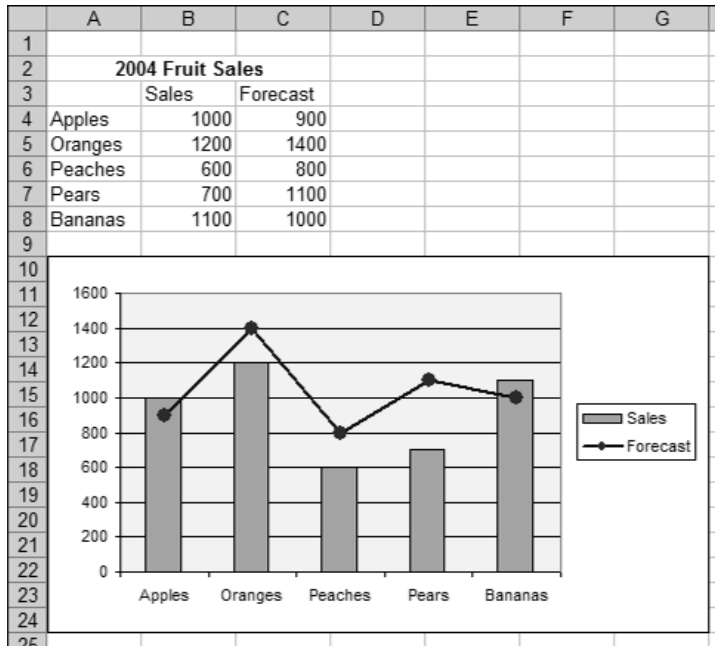 A B C D E F G
1
2 2004 Fruit Sales
3 Sales Forecast
4 Apples 1000 900
5 Oranges 1200 1400
6 Peaches 600 800
7 Pears 700 1100
8 Bananas 1100 1000
9
10
11 1600
12 1400
13
14 1200
15 1000
16 800
17
18 600
19 400
20
21 200
22 0
23 Apples Oranges Peaches Pears Bananas
24
25
Sales
Forecast